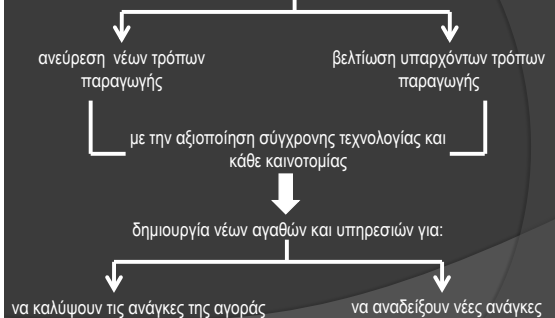 ανεύρεση νέων τρόπων
παραγωγής
βελτίωση υπαρχόντων τρόπων
παραγωγής
με την αξιοποίηση σύγχρονης τεχνολογίας και
κάθε καινοτομίας
δημιουργία νέων αγαθών και υπηρεσιών για:
να καλύψουν τις ανάγκες της αγοράς
να αναδείξουν νέες ανάγκες